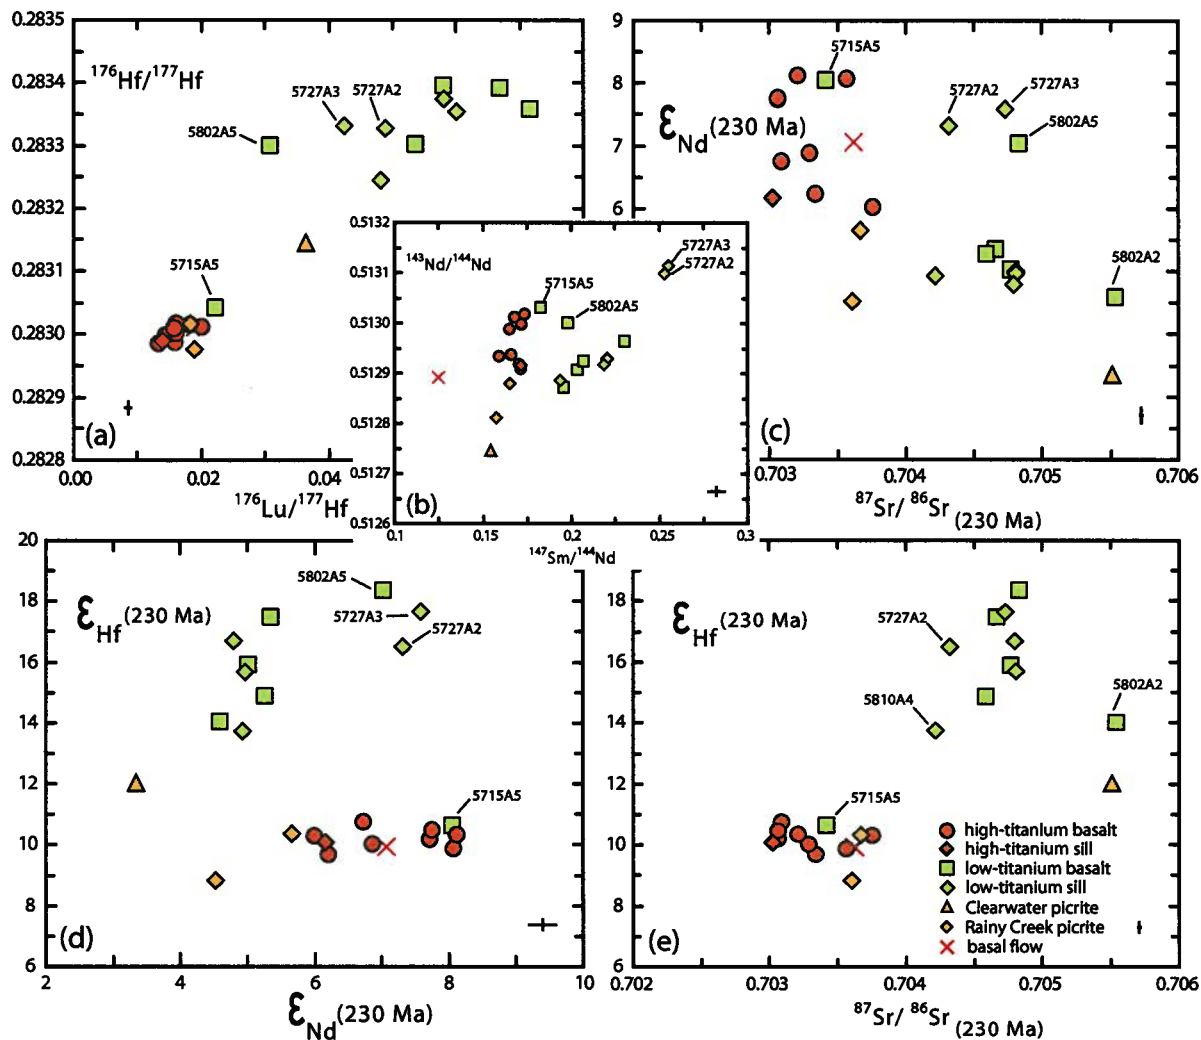 0.2835
0.2834
0.2833
0.2832
0.2831
0.2830
0.2829
0.2828
176Hf/177Hf
5727A3
5727A2
5802A5
5715A5
(a)
0.00
0.02
0.04
176Lu/177Hf
0.5132
0.5131
0.5130
0.5129
0.5128
0.5127
0.5126
143Nd/144Nd
5727A3
5727A2
5715A5
5802A5
(b)
0.1
0.15
0.2
0.25
0.3
147Sm/144Nd
9
8
7
6
εNd (230 Ma)
5715A5
5727A2
5727A3
5802A5
5802A2
(c)
0.703
0.704
0.705
0.706
87Sr/ 86Sr (230 Ma)
20
18
16
14
12
10
8
6
εHf (230 Ma)
5802A5
5727A3
5727A2
5715A5
(d)
2
4
6
8
10
εNd (230 Ma)
18
16
14
12
10
8
6
εHf (230 Ma)
5727A2
5810A4
5802A2
5715A5
high-titanium basalt
high-titanium sill
low-titanium basalt
low-titanium sill
Clearwater picrite
Rainy Creek picrite
basal flow
(e)
0.702
0.703
0.704
0.705
0.706
87Sr/ 86Sr (230 Ma)